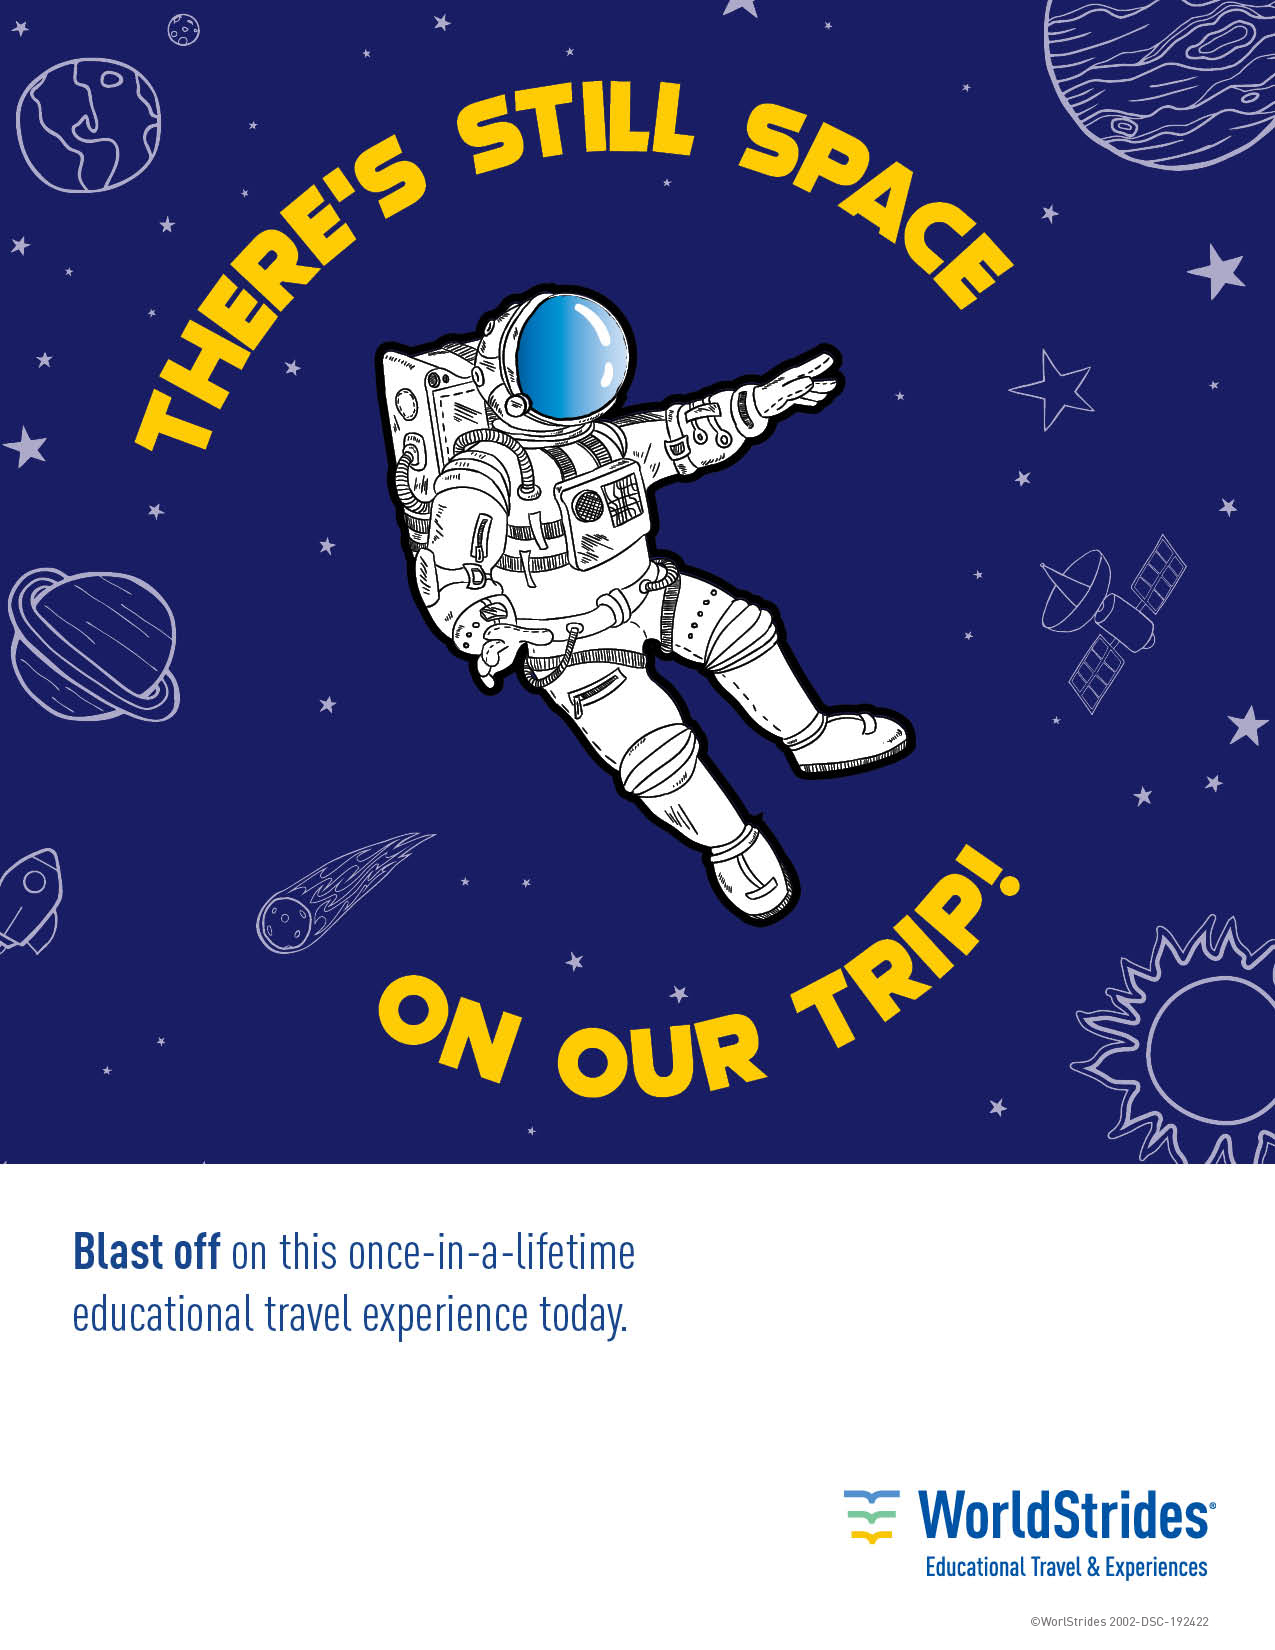 THERE'S STILL SPACE
ON OUR TRIP!
Blast off on this once-in-a-lifetime
educational travel experience today.
WorldStrides®
Educational Travel & Experiences
©WorlStrides 2002-DSC-192422